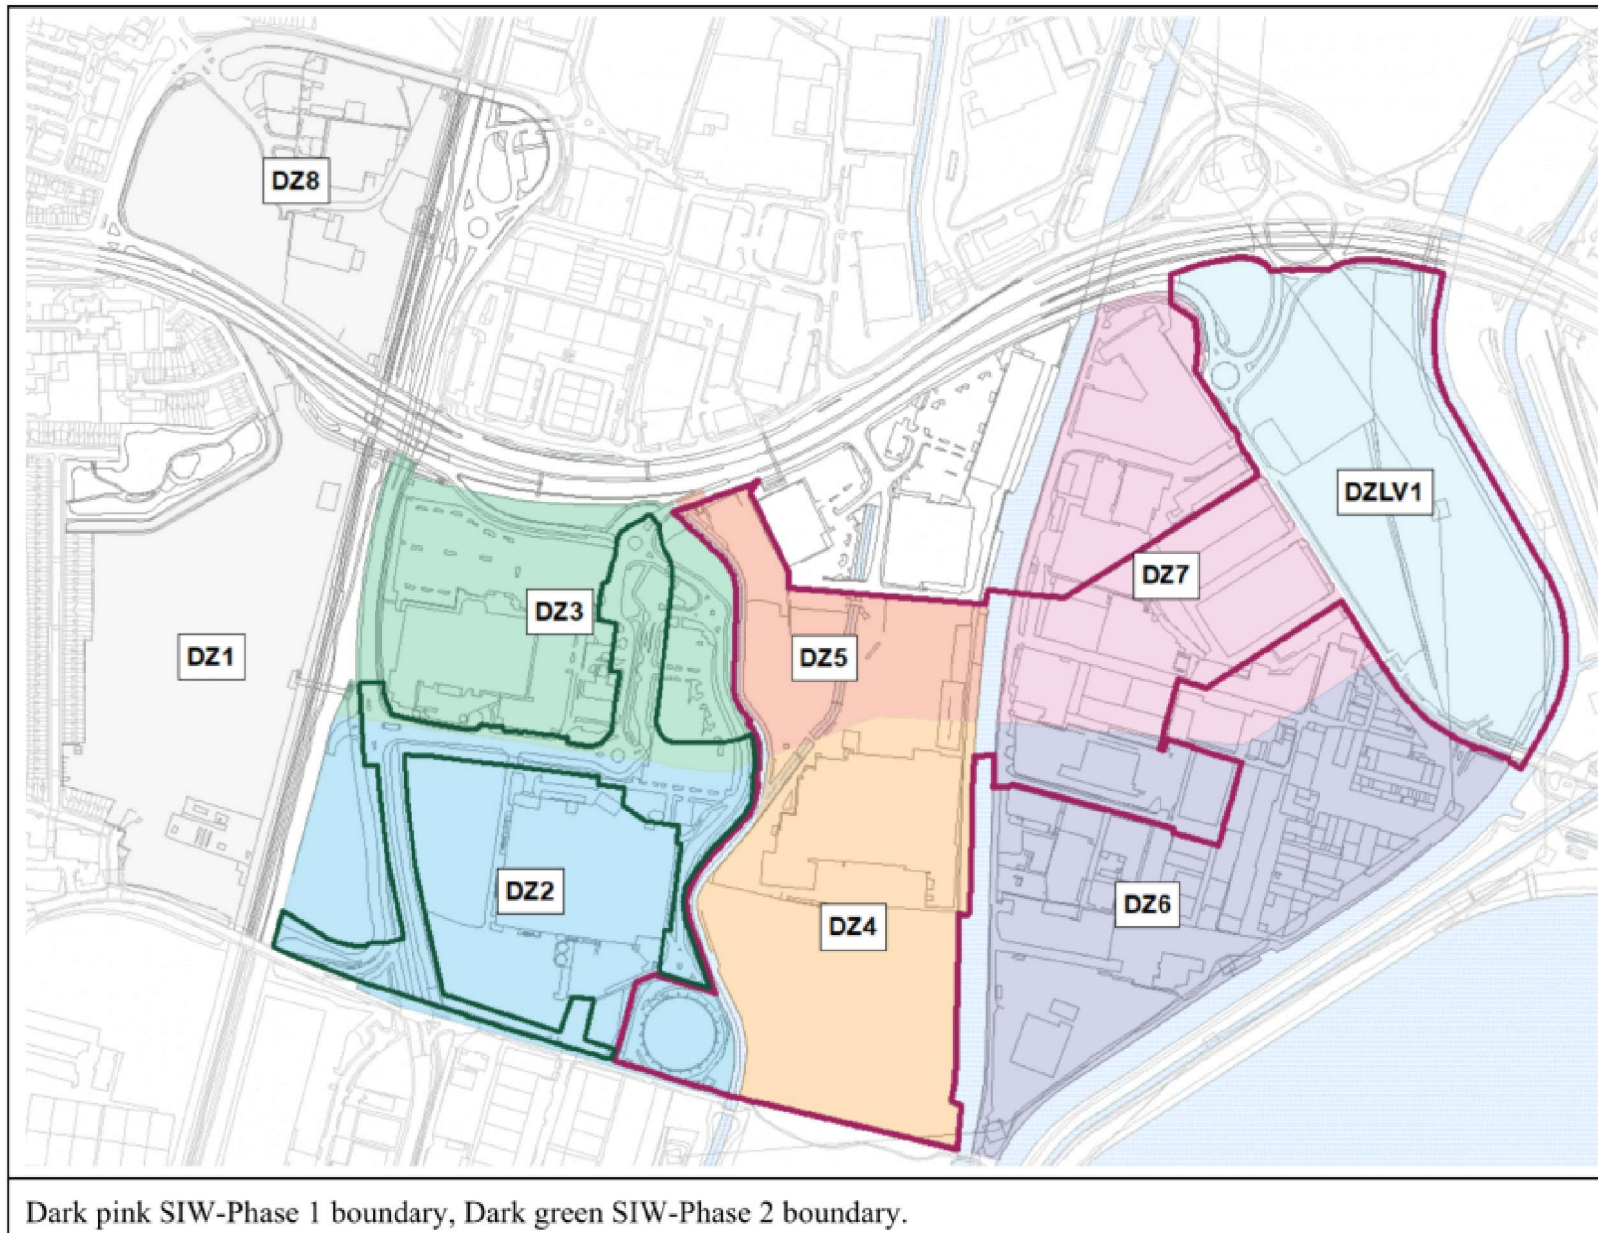 DZ8
DZLV1
DZ7
DZ3
DZ5
DZ1
DZ2
DZ6
DZ4
Dark pink SIW-Phase 1 boundary, Dark green SIW-Phase 2 boundary.